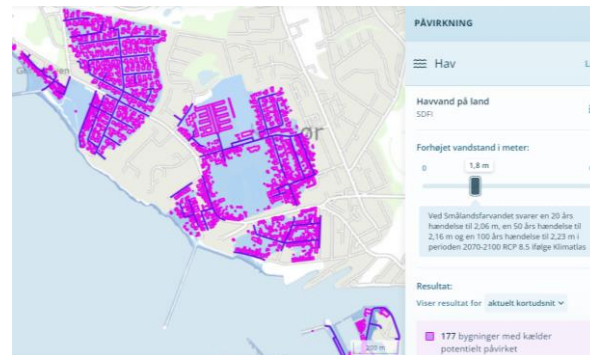 ør
200 m
PÅVIRKNING
Hav
L
Havvand på land
SDFI
Forhøjet vandstand i meter:
0
1,8 m
Ved Smålandsfarvandet svarer en 20 års
hændelse til 2,06 m, en 50 års hændelse til
2,16 m og en 100 års hændelse til 2,23 m i
perioden 2070-2100 RCP 8.5 ifølge Klimatlas
Resultat:
Viser resultat for aktuelt kortudsnit
177 bygninger med kælder
potentielt påvirket